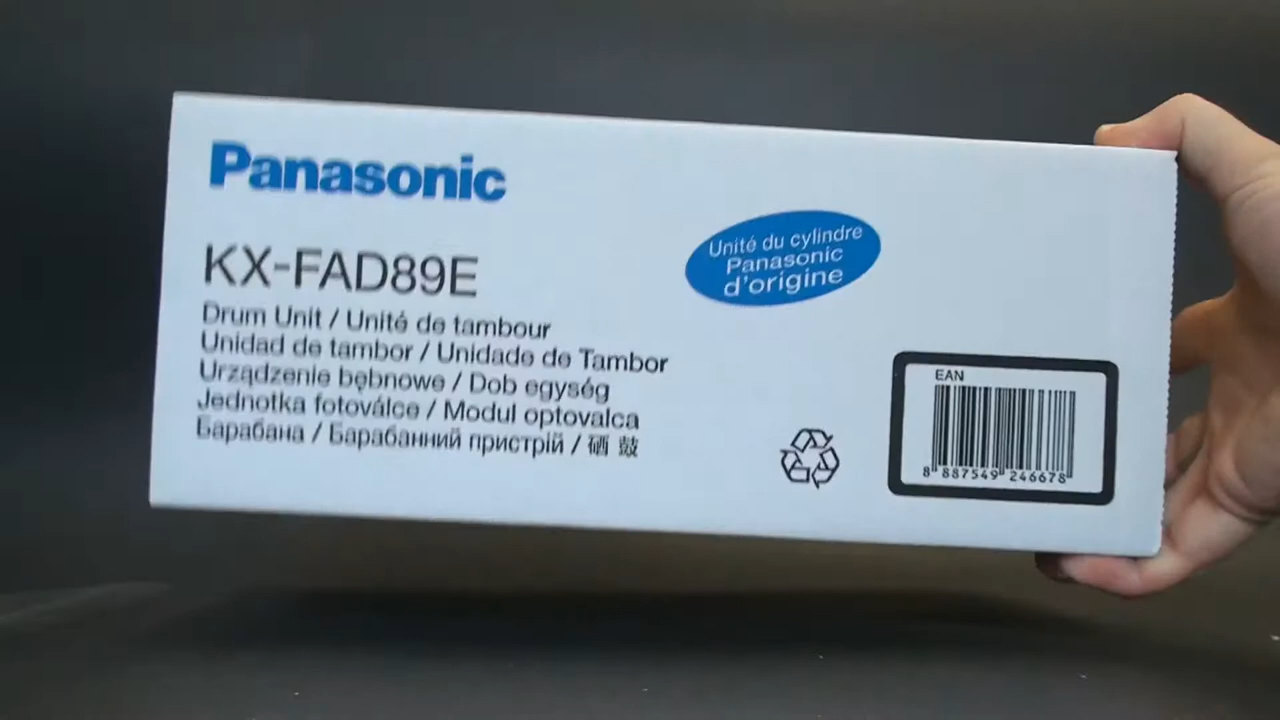 Panasonic
KX-FAD89E
Drum Unit / Unité de tambour
Unidad de tambor / Unidade de Tambor
Urządzenie bębnowe / Dob egység
Jednotka fotoválce / Modul optovalca
Барабана / Барабанний пристрій / 硒 鼓
Unité du cylindre
Panasonic
d'origine
EAN
8 887549 246678